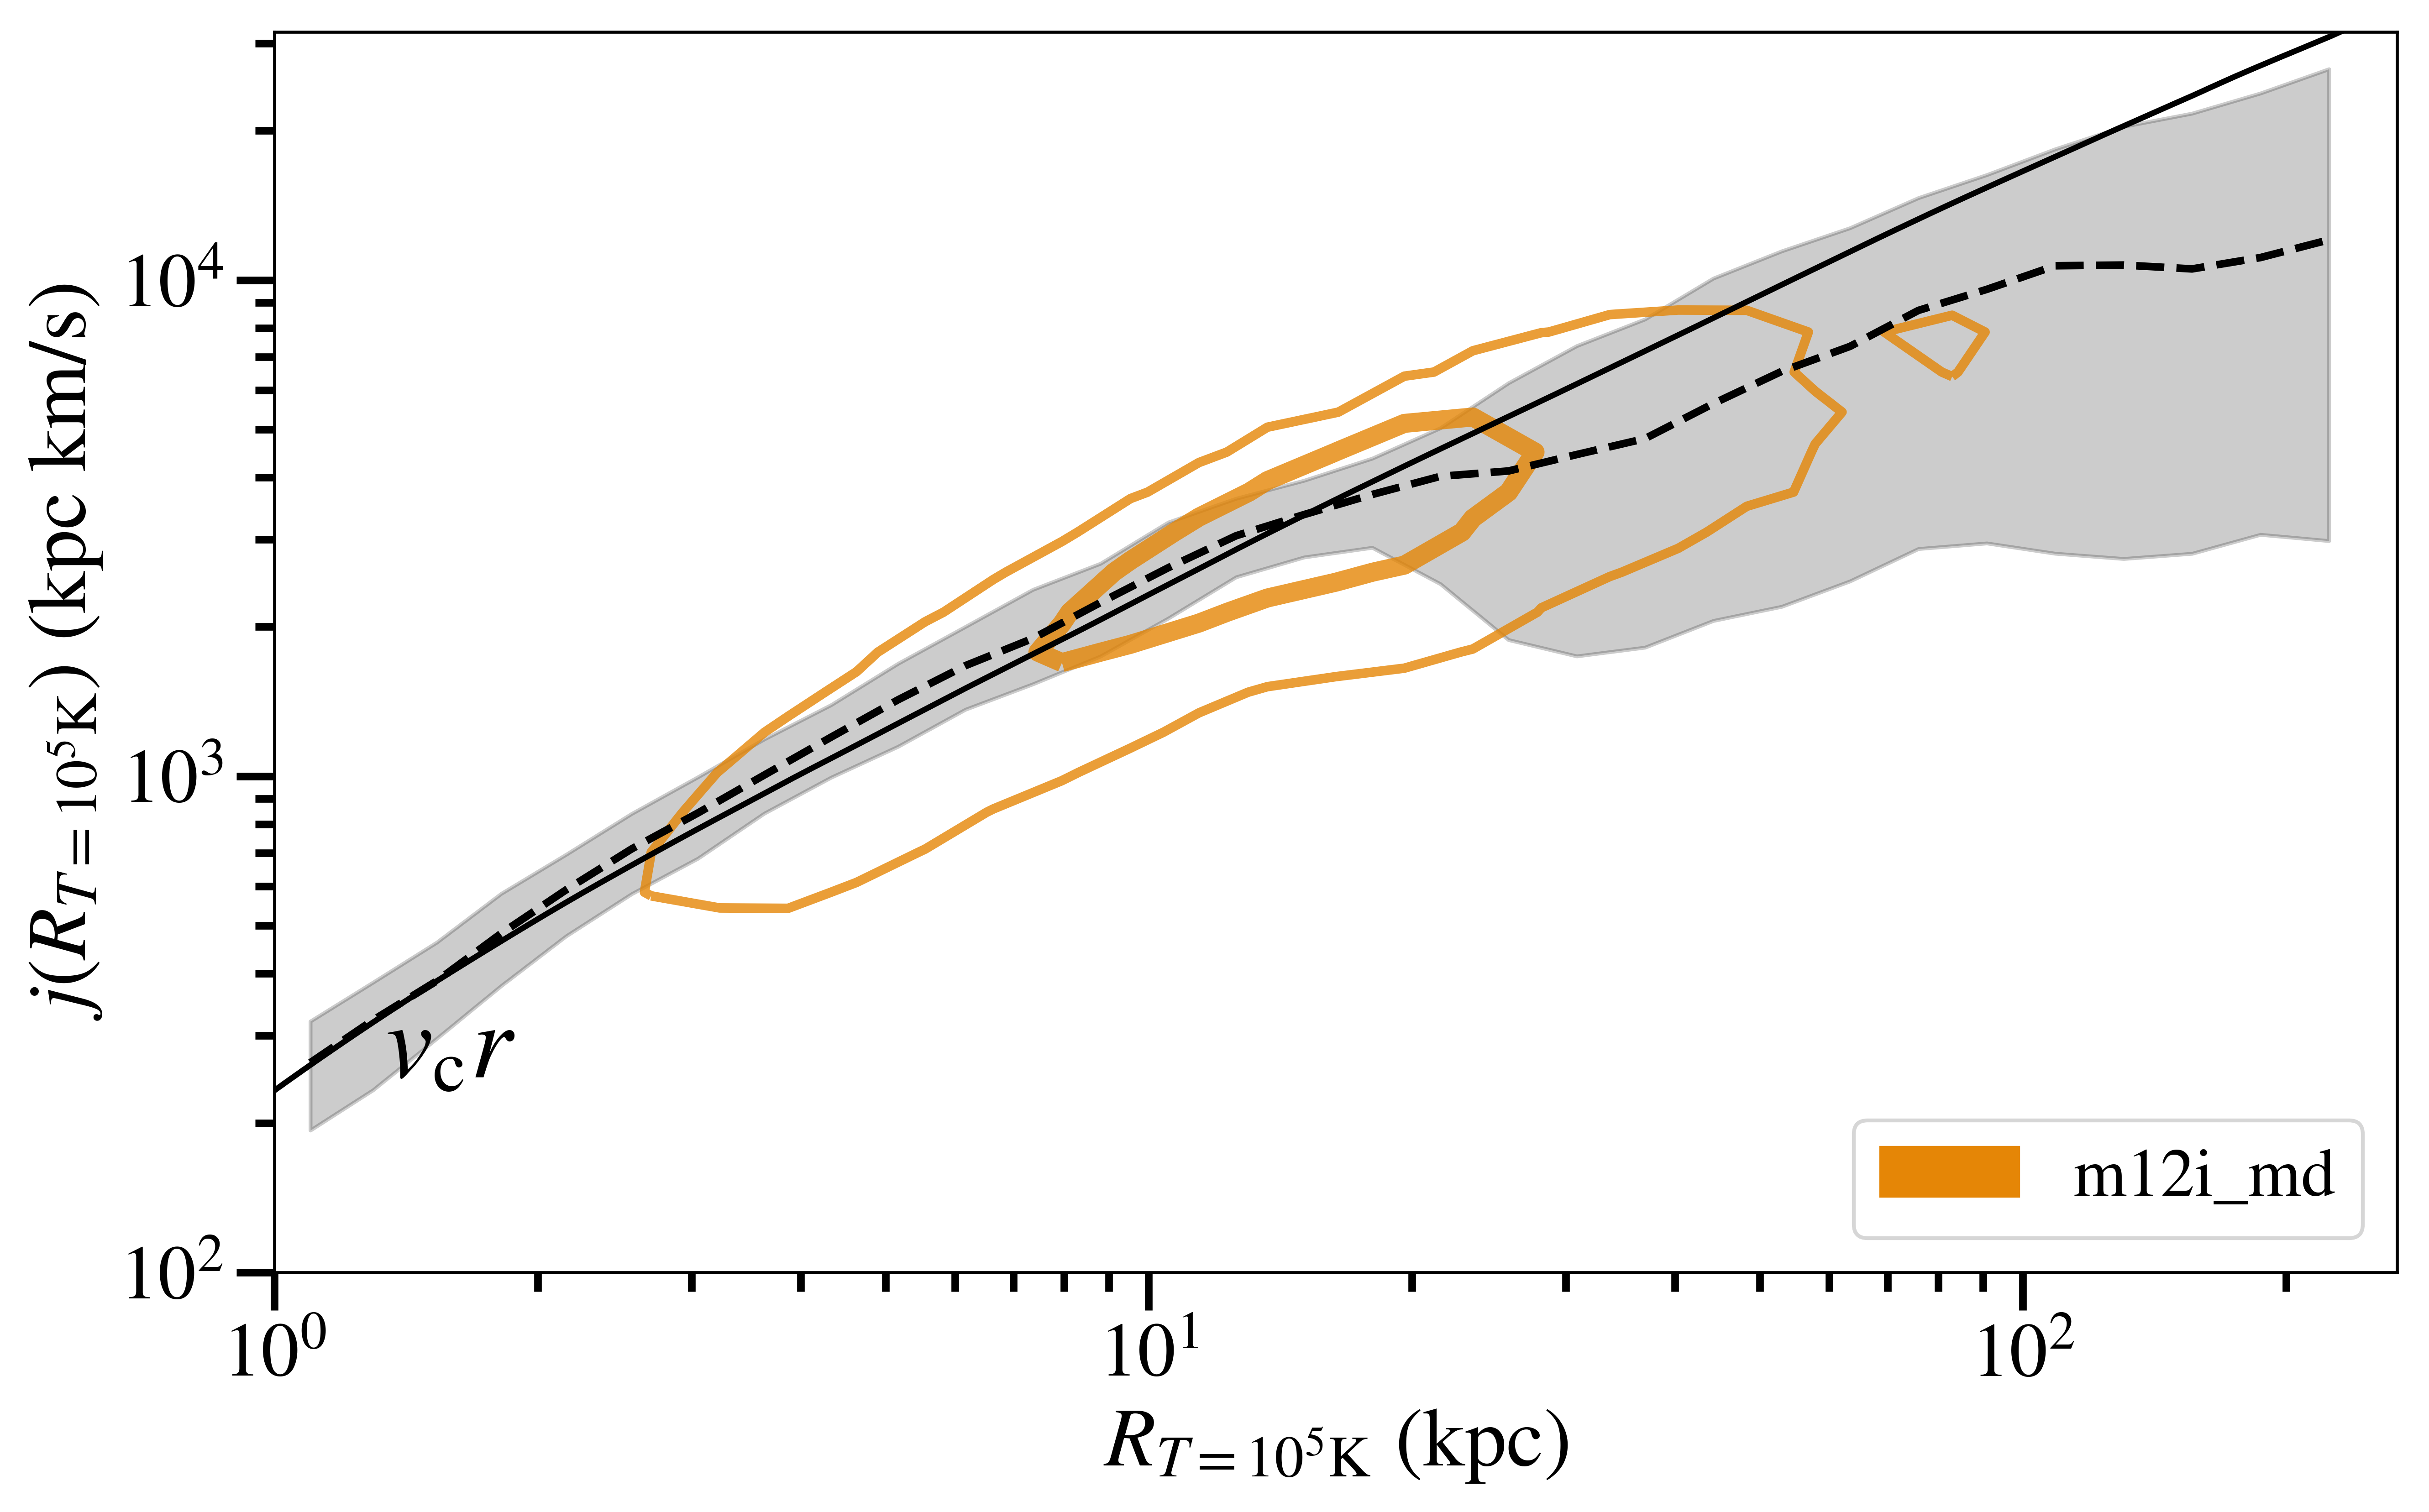 j(R_{T=10^5K}) (kpc km/s)
10^4
10^3
10^2
v_c r
m12i_md
10^0 10^1 10^2
R_{T=10^5K} (kpc)